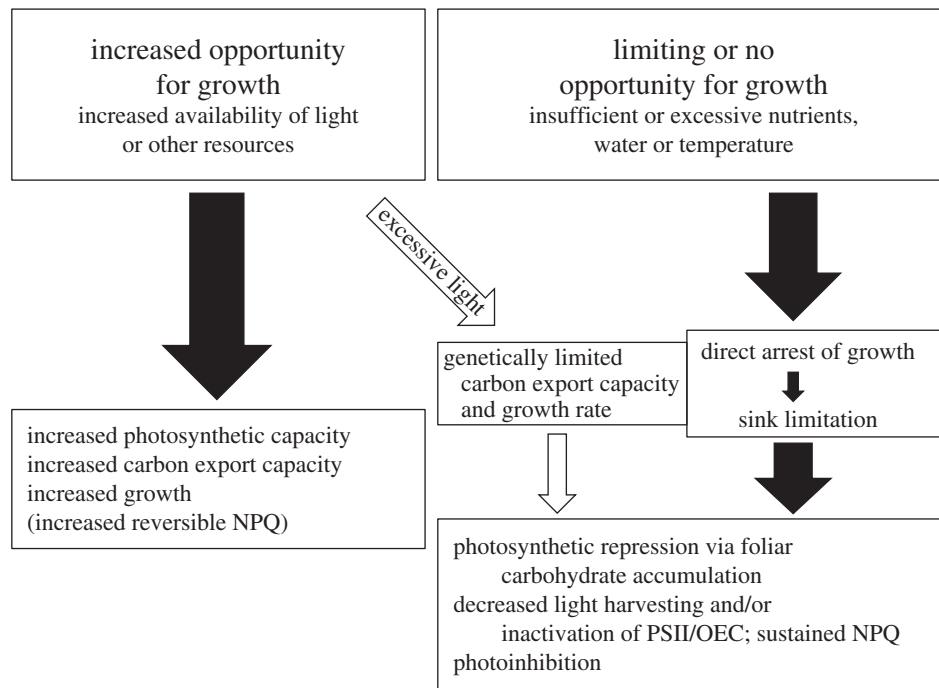 increased opportunity
for growth
increased availability of light
or other resources
limiting or no
opportunity for growth
insufficient or excessive nutrients,
water or temperature
excessive light
genetically limited
carbon export capacity
and growth rate
direct arrest of growth
sink limitation
increased photosynthetic capacity
increased carbon export capacity
increased growth
(increased reversible NPQ)
photosynthetic repression via foliar
carbohydrate accumulation
decreased light harvesting and/or
inactivation of PSII/OEC; sustained NPQ
photoinhibition